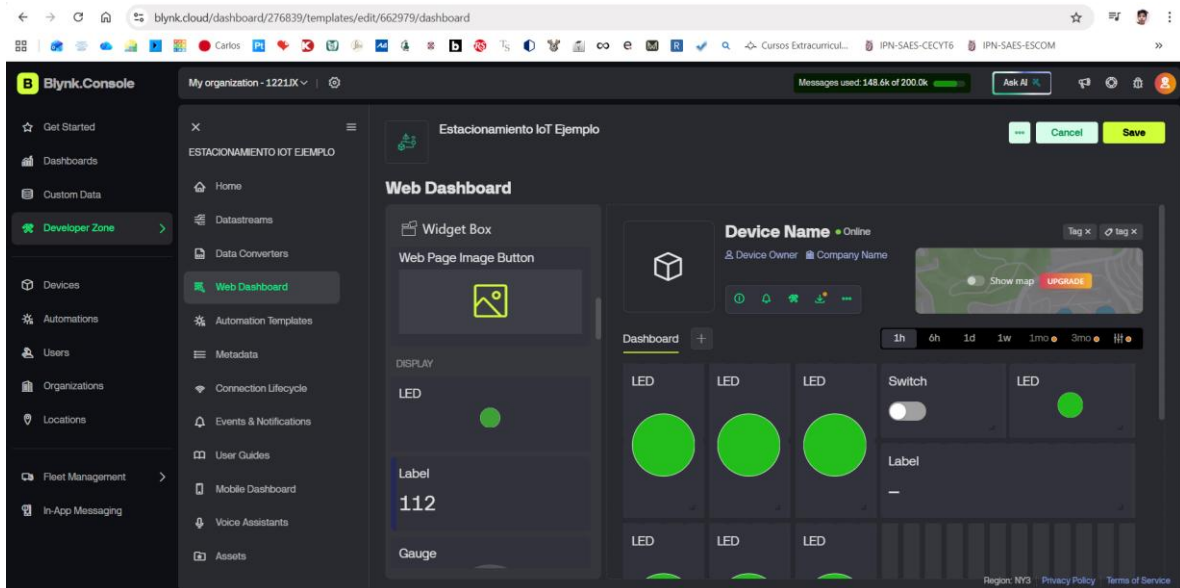 blynk.cloud/dashboard/276839/templates/edit/662979/dashboard
Carlos
Cursos Extracurricul...
IPN-SAES-CECYT6
IPN-SAES-ESCOM
B Blynk.Console
My organization - 1221JX
Messages used: 148.6k of 200.0k
Ask AI
Get Started
Dashboards
Custom Data
Developer Zone
Devices
Automations
Users
Organizations
Locations
Fleet Management
In-App Messaging
ESTACIONAMIENTO IOT EJEMPLO
Home
Datastreams
Data Converters
Web Dashboard
Automation Templates
Metadata
Connection Lifecycle
Events & Notifications
User Guides
Mobile Dashboard
Voice Assistants
Assets
Estacionamiento IoT Ejemplo
Cancel
Save
Web Dashboard
Widget Box
Web Page Image Button
DISPLAY
LED
Label
112
Gauge
Device Name
Online
Tag
tag
Device Owner
Company Name
Show map
UPGRADE
Dashboard
1h 6h 1d 1w 1mo 3mo
LED
LED
LED
Switch
LED
Label
–
LED
LED
LED
Region: NY3
Privacy Policy
Terms of Service